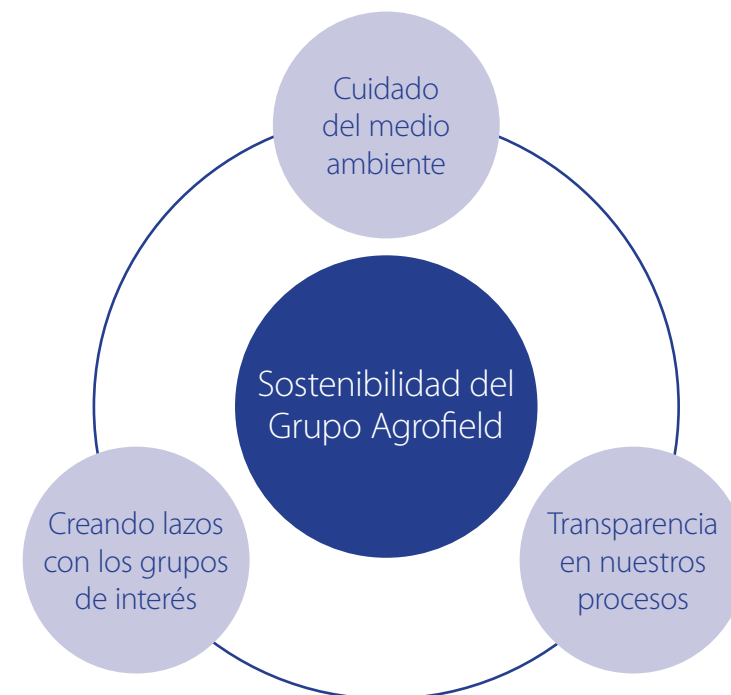 Cuidado
del medio
ambiente
Sostenibilidad del
Grupo Agrofield
Creando lazos
con los grupos
de interés
Transparencia
en nuestros
procesos